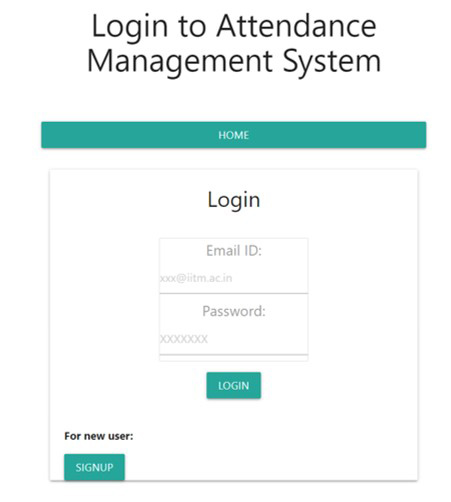 Login to Attendance
Management System
HOME
Login
Email ID:
xxx@iitm.ac.in
Password:
XXXXXXX
LOGIN
For new user:
SIGNUP